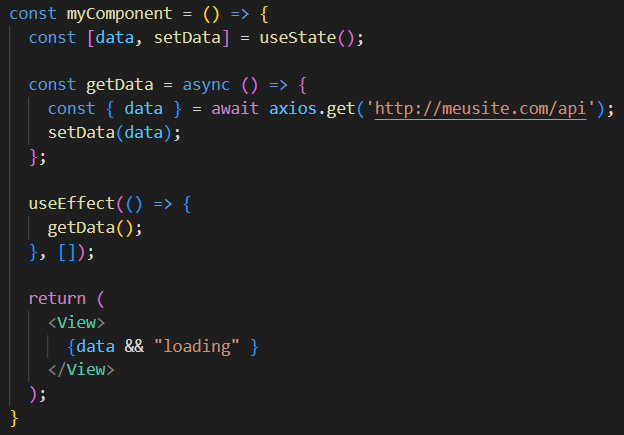 const myComponent = () => {
  const [data, setData] = useState();

  const getData = async () => {
    const { data } = await axios.get('http://meusite.com/api');
    setData(data);
  };

  useEffect(() => {
    getData();
  }, []);

  return (
    <View>
      {data && "loading" }
    </View>
  );
}